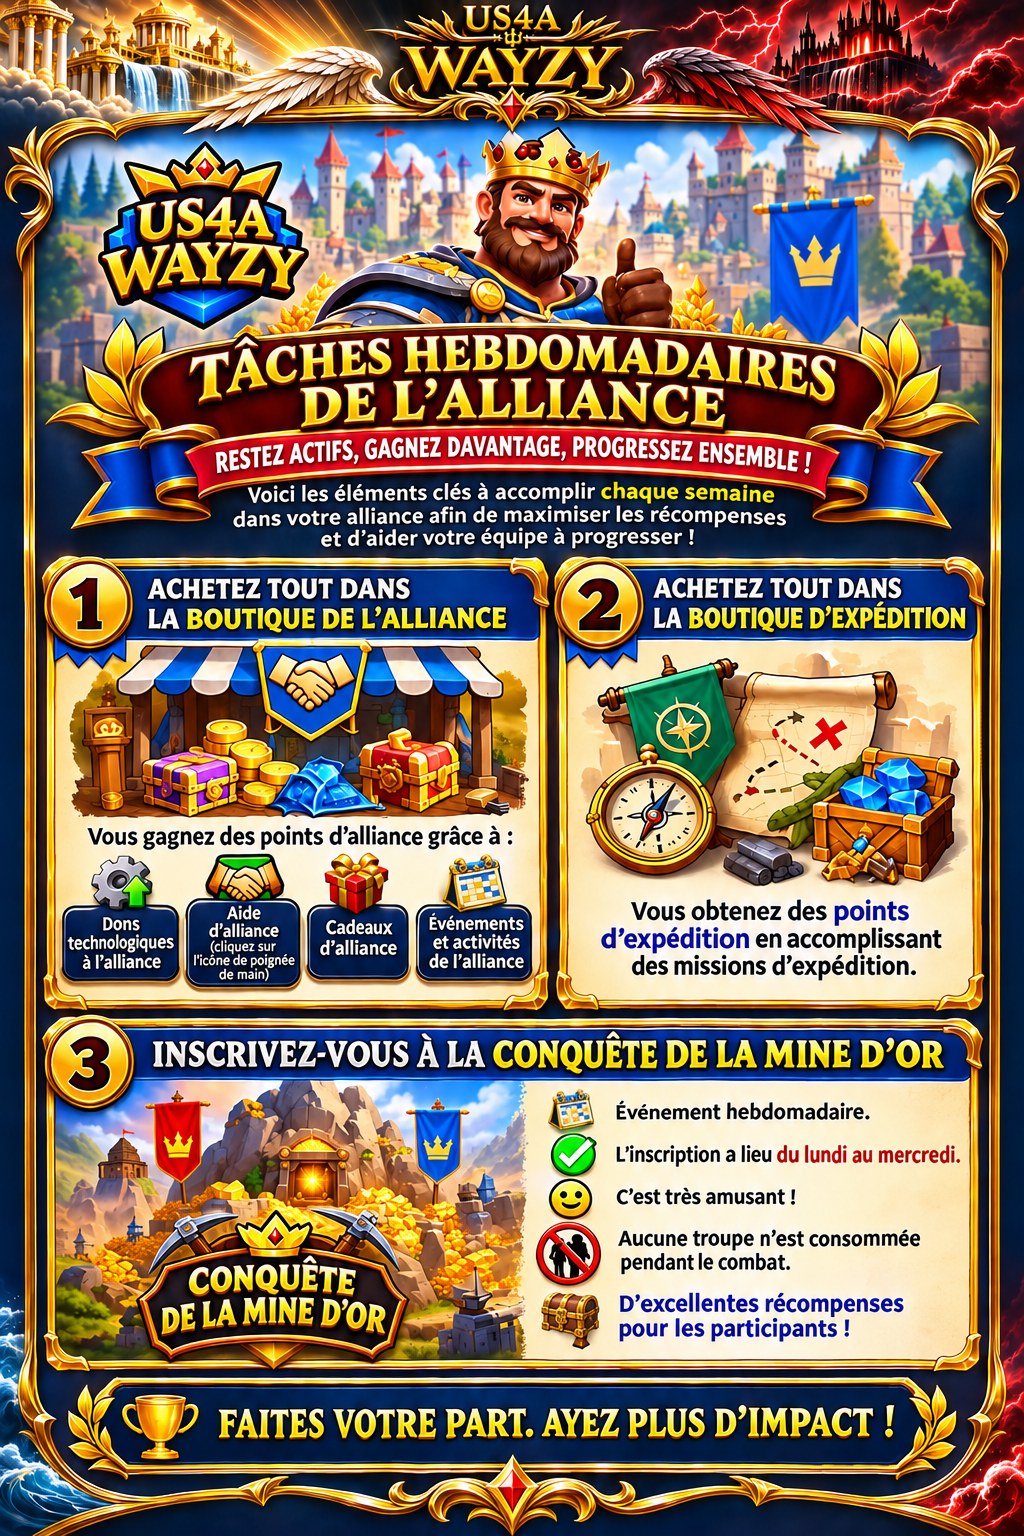 US4A
WAYZY
US4A
WAYZY
TÂCHES HEBDOMADAIRES
DE L'ALLIANCE
RESTEZ ACTIFS, GAGNEZ DAVANTAGE, PROGRESSEZ ENSEMBLE !
Voici les éléments clés à accomplir chaque semaine
dans votre alliance afin de maximiser les récompenses
et d'aider votre équipe à progresser !
1
ACHETEZ TOUT DANS
LA BOUTIQUE DE L'ALLIANCE
Vous gagnez des points d'alliance grâce à :
Dons
technologiques
à l'alliance
Aide
d'alliance
(cliquez sur
l'icône de poignée
de main)
Cadeaux
d'alliance
Événements
et activités
de l'alliance
2
ACHETEZ TOUT DANS
LA BOUTIQUE D'EXPÉDITION
Vous obtenez des points
d'expédition en accomplissant
des missions d'expédition.
3
INSCRIVEZ-VOUS À LA CONQUÊTE DE LA MINE D'OR
CONQUÊTE
DE LA MINE D'OR
Événement hebdomadaire.
L'inscription a lieu du lundi au mercredi.
C'est très amusant !
Aucune troupe n'est consommée
pendant le combat.
D'excellentes récompenses
pour les participants !
FAITES VOTRE PART. AYEZ PLUS D'IMPACT !